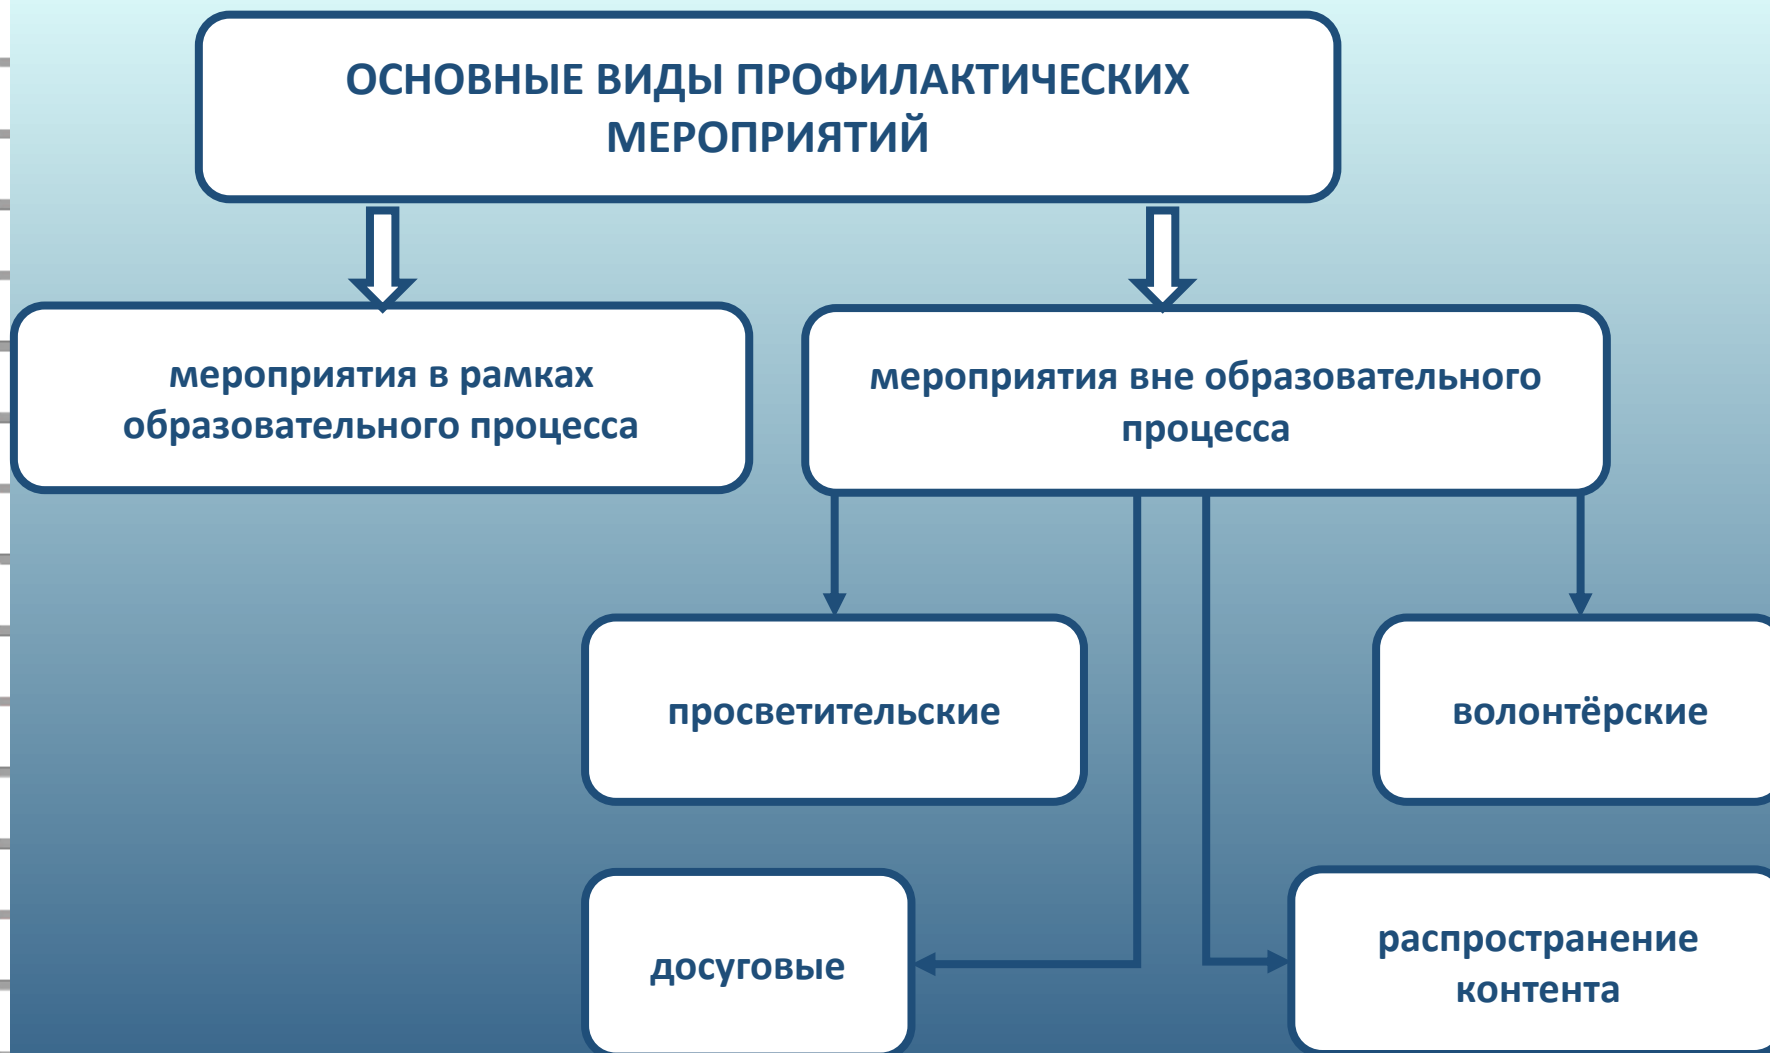 ОСНОВНЫЕ ВИДЫ ПРОФИЛАКТИЧЕСКИХ
МЕРОПРИЯТИЙ
мероприятия в рамках
образовательного процесса
мероприятия вне образовательного
процесса
просветительские
волонтёрские
досуговые
распространение
контента